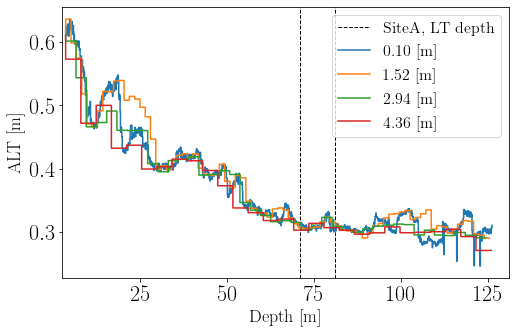 SiteA, LT depth
0.10 [m]
1.52 [m]
2.94 [m]
4.36 [m]
0.6
0.5
0.4
0.3
ALT [m]
25 50 75 100 125
Depth [m]